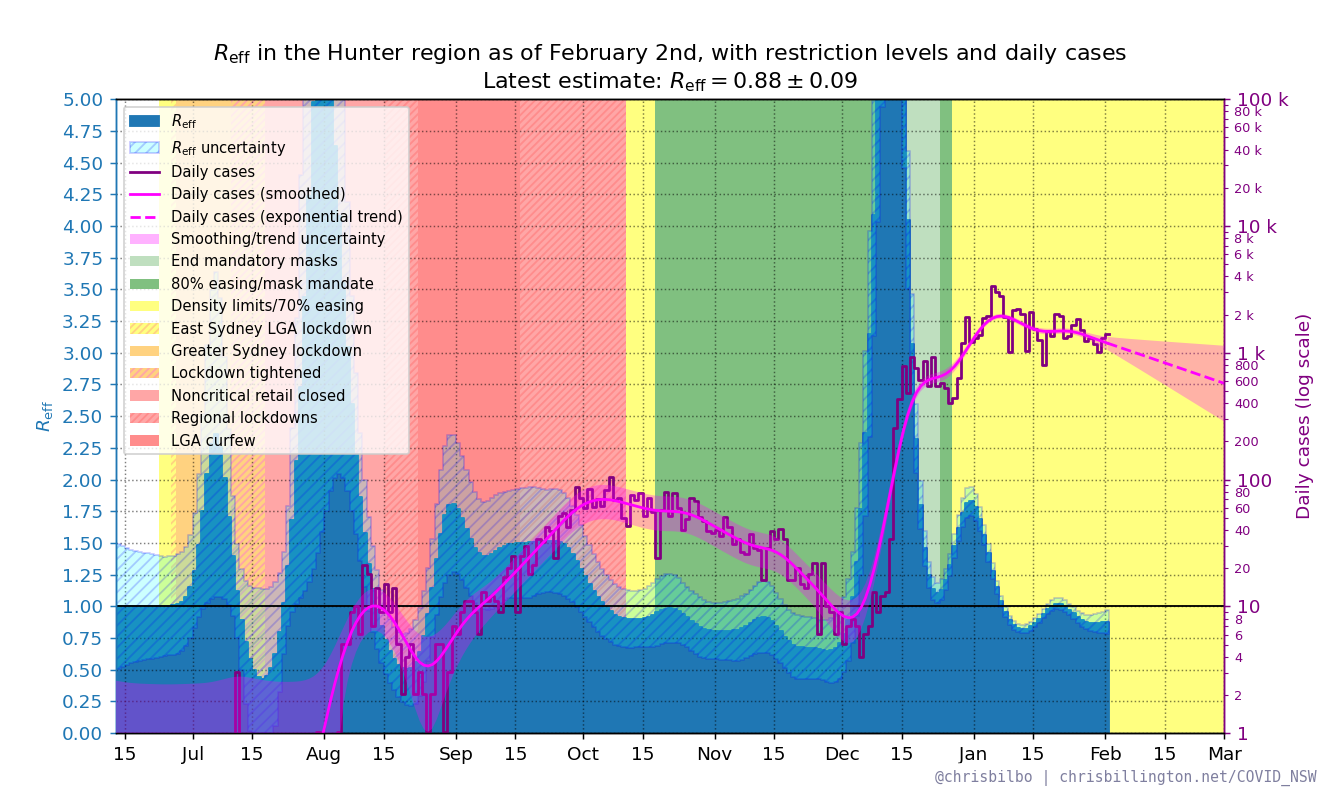 R_eff in the Hunter region as of February 2nd, with restriction levels and daily cases
Latest estimate: R_eff = 0.88 ± 0.09
R_eff
R_eff uncertainty
Daily cases
Daily cases (smoothed)
Daily cases (exponential trend)
Smoothing/trend uncertainty
End mandatory masks
80% easing/mask mandate
Density limits/70% easing
East Sydney LGA lockdown
Greater Sydney lockdown
Lockdown tightened
Noncritical retail closed
Regional lockdowns
LGA curfew
R_eff
5.00
4.75
4.50
4.25
4.00
3.75
3.50
3.25
3.00
2.75
2.50
2.25
2.00
1.75
1.50
1.25
1.00
0.75
0.50
0.25
0.00
100 k
80 k
60 k
40 k
20 k
10 k
8 k
6 k
4 k
2 k
1 k
800
600
400
200
100
80
60
40
20
10
8
6
4
2
1
Daily cases (log scale)
15 Jul 15 Aug 15 Sep 15 Oct 15 Nov 15 Dec 15 Jan 15 Feb 15 Mar
@chrisbilbo | chrisbillington.net/COVID_NSW